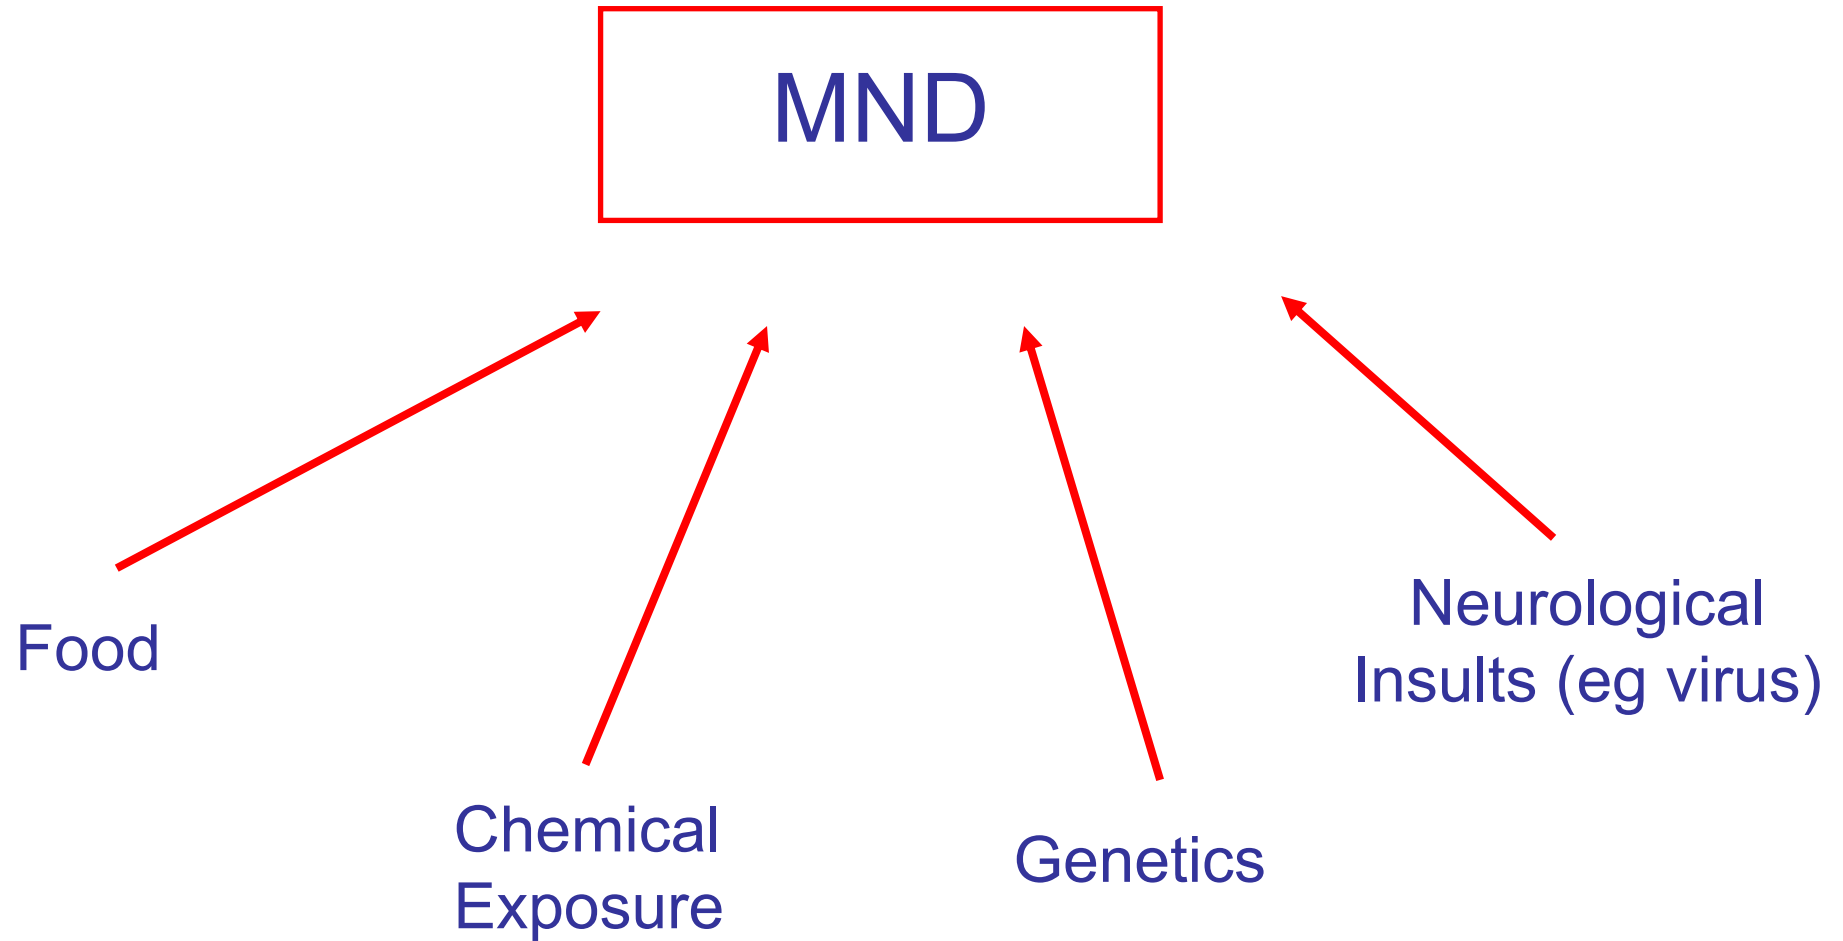 MND
Food
Chemical
Exposure
Genetics
Neurological
Insults (eg virus)